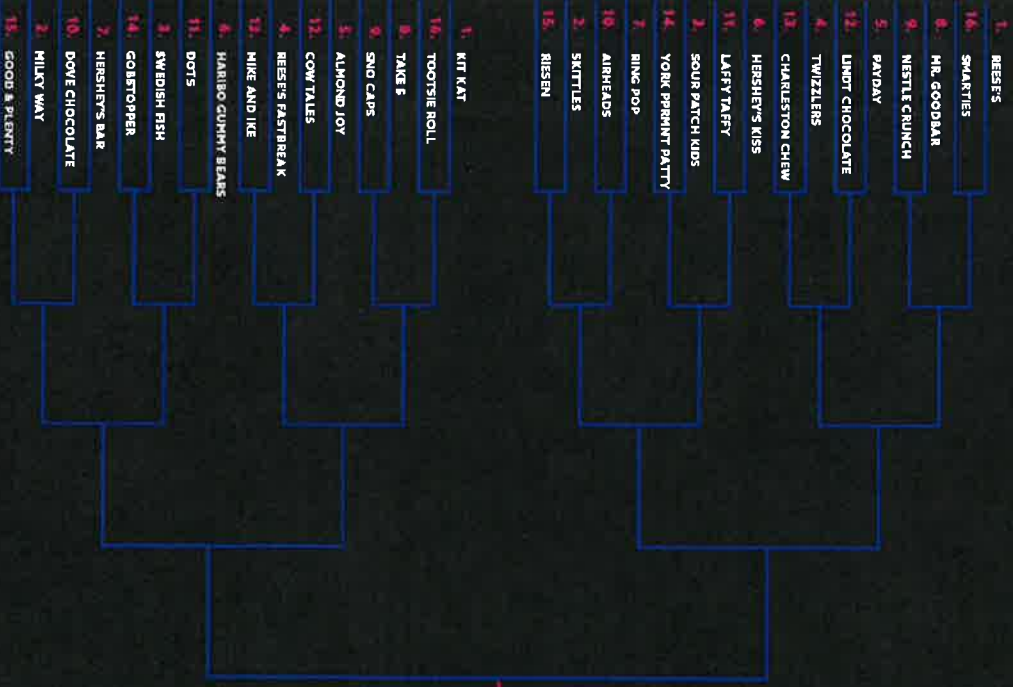 1. REESE'S
16. SMARTIES
8. MR. GOODBAR
9. NESTLE CRUNCH
5. PAYDAY
12. LINDT CHOCOLATE
4. TWIZZLERS
13. CHARLESTON CHEW
6. HERSHEY'S KISS
11. LAFFY TAFFY
3. SOUR PATCH KIDS
14. YORK PPRMNT PATTY
7. RING POP
10. AIRHEADS
2. SKITTLES
15. RIESEN
1. KIT KAT
16. TOOTSIE ROLL
8. TAKE 5
9. SNO CAPS
5. ALMOND JOY
12. COW TALES
4. REESE'S FASTBREAK
13. MIKE AND IKE
6. HARIBO GUMMY BEARS
11. DOTS
3. SWEDISH FISH
14. GOBSTOPPER
7. HERSHEY'S BAR
10. DOVE CHOCOLATE
2. MILKY WAY
15. GOOD & PLENTY